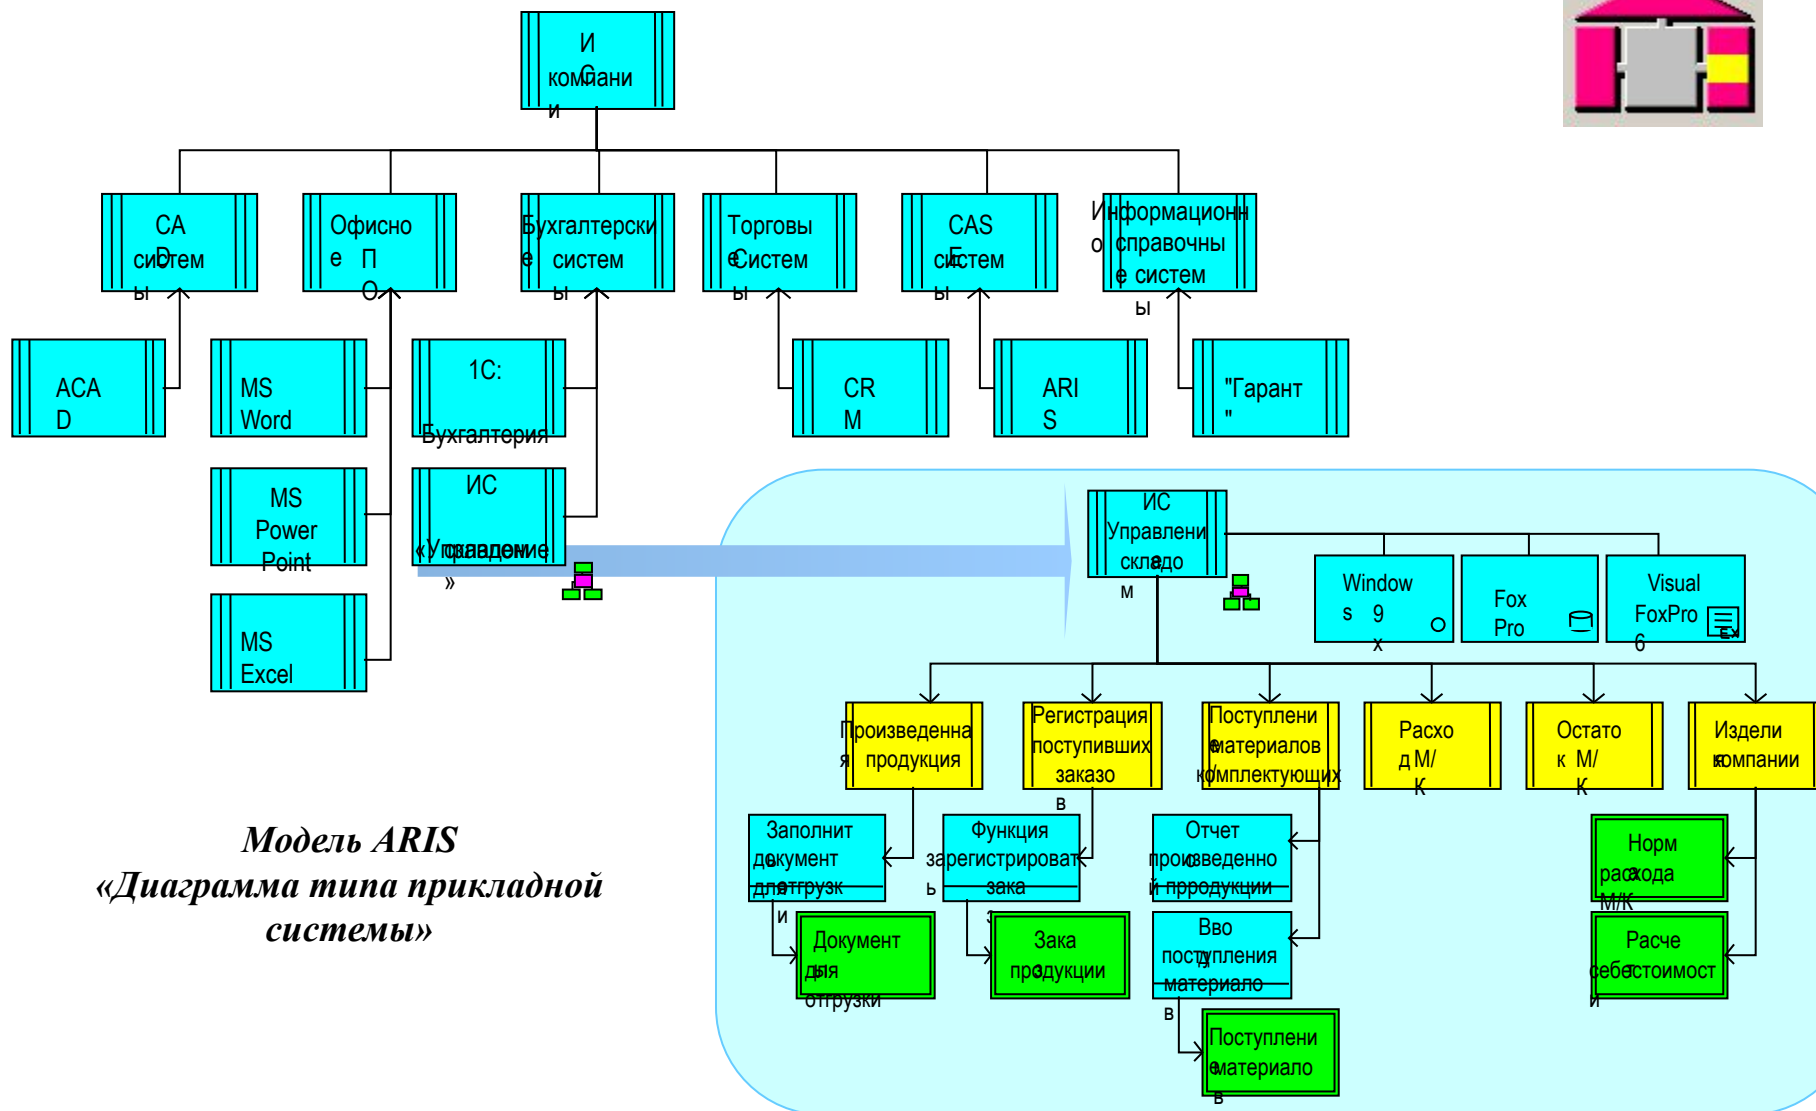 ИС
компании
CAD
системы
Офисное
ПО
Бухгалтерские
системы
Торговые
Системы
CASE
системы
Информационно
справочные
системы
ACAD
MS
Word
1С:
Бухгалтерия
CRM
ARIS
"Гарант"
MS
Power
Point
ИС
«Управление
складом»
MS
Excel
ИС
Управление
складом
Windows
9x
Fox
Pro
Visual
FoxPro
6
Ex
Произведенная
продукция
Регистрация
поступивших
заказов
Поступление
материалов/
комплектующих
Расход
М/К
Остаток
М/К
Изделия
компании
Заполнить
документ
для отгрузки
Функция
зарегистрировать
заказ
Отчет о
произведенной
прродукции
Норма
расхода
М/К
Документы
для
отгрузки
Заказ
продукции
Ввод
поступления
материалов
Расчет
себестоимости
Поступление
материалов
Модель ARIS
«Диаграмма типа прикладной
системы»